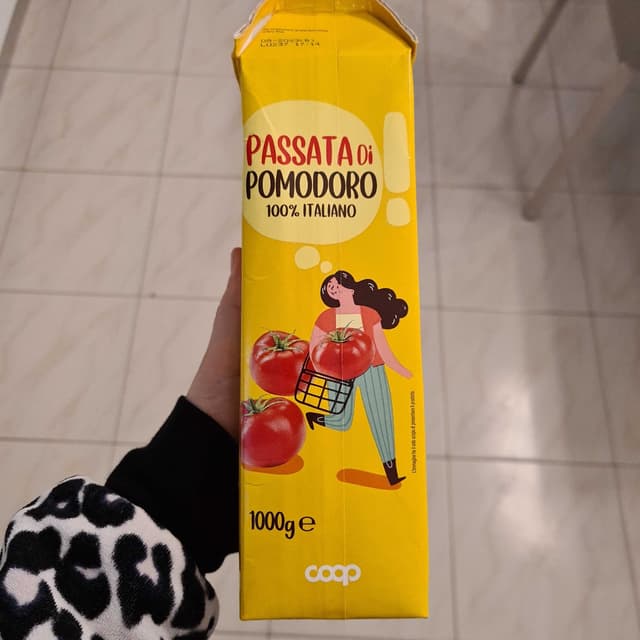 PASSATA Di
POMODORO
100% ITALIANO
1000g e
coop